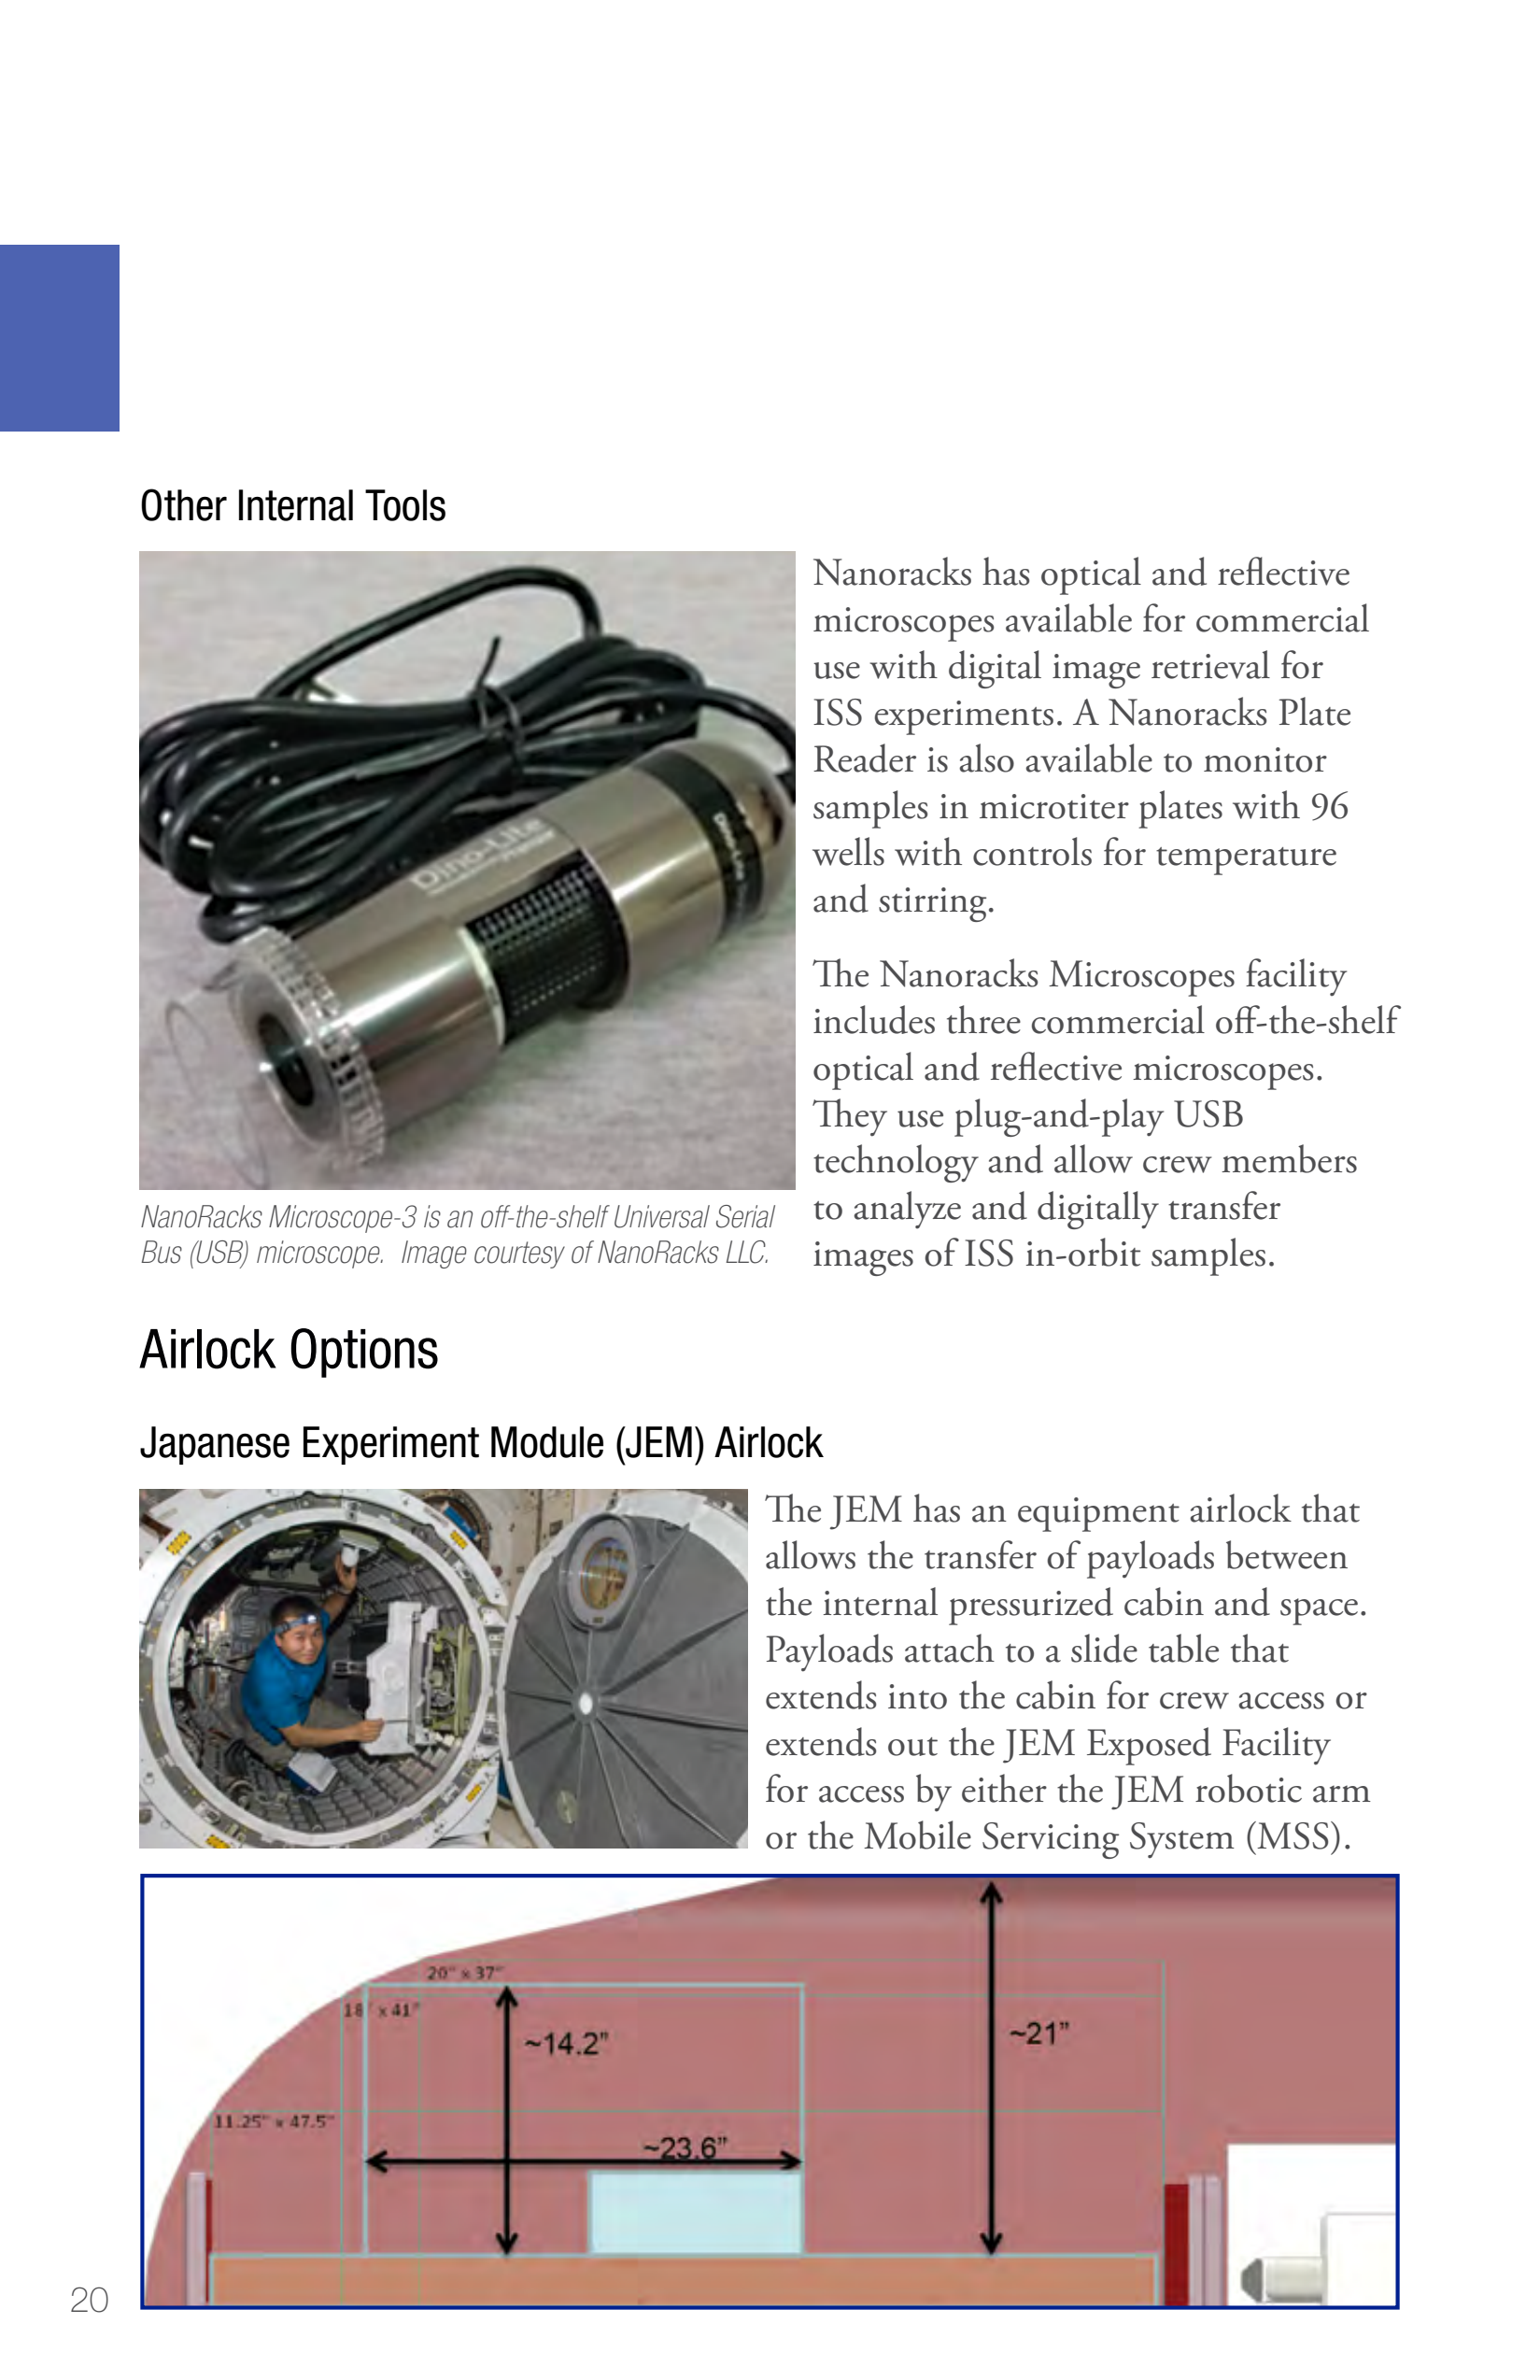 Other Internal Tools
Dino-Lite
Nanoracks has optical and reflective
microscopes available for commercial
use with digital image retrieval for
ISS experiments. A Nanoracks Plate
Reader is also available to monitor
samples in microtiter plates with 96
wells with controls for temperature
and stirring.
The Nanoracks Microscopes facility
includes three commercial off-the-shelf
optical and reflective microscopes.
They use plug-and-play USB
technology and allow crew members
to analyze and digitally transfer
images of ISS in-orbit samples.
NanoRacks Microscope-3 is an off-the-shelf Universal Serial
Bus (USB) microscope. Image courtesy of NanoRacks LLC.
Airlock Options
Japanese Experiment Module (JEM) Airlock
The JEM has an equipment airlock that
allows the transfer of payloads between
the internal pressurized cabin and space.
Payloads attach to a slide table that
extends into the cabin for crew access or
extends out the JEM Exposed Facility
for access by either the JEM robotic arm
or the Mobile Servicing System (MSS).
20" x 37"
18" x 41"
~14.2”
~21”
11.25" x 47.5"
~23.6”
20